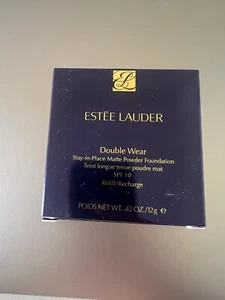 ESTĒE LAUDER
Double Wear
Stay-in-Place Matte Powder Foundation
Teint longue tenue poudre mat
SPF 10
Refill/Recharge
POIDS NET WT. .42 OZ./12g e